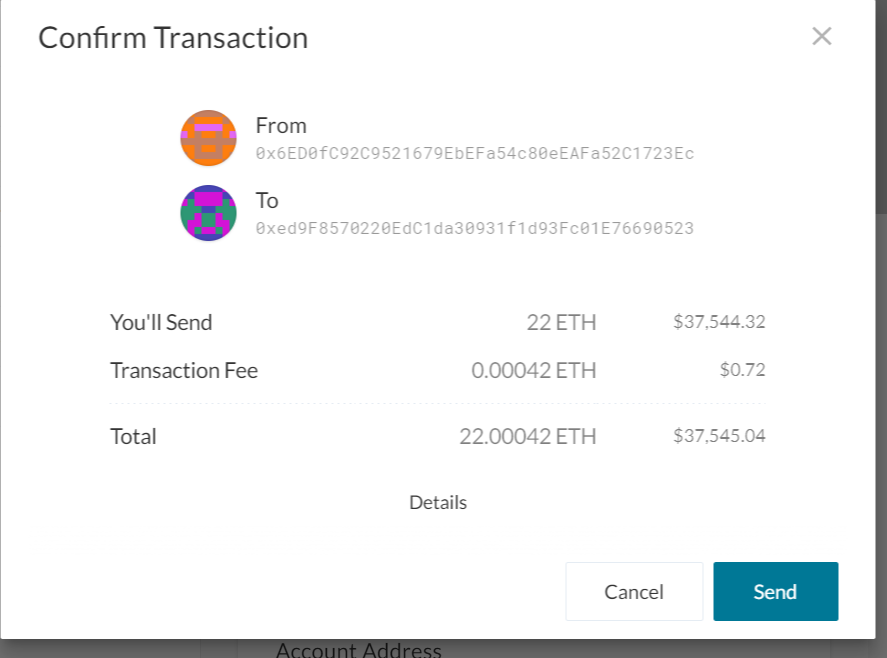 Confirm Transaction
From
0x6ED0fC92C9521679EbEFa54c80eEAFa52C1723Ec
To
0xed9F8570220EdC1da30931f1d93Fc01E76690523
You'll Send 22 ETH $37,544.32
Transaction Fee 0.00042 ETH $0.72
Total 22.00042 ETH $37,545.04
Details
Cancel Send
Account Address